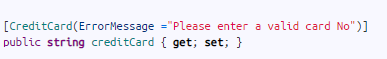 [CreditCard(ErrorMessage ="Please enter a valid card No")]
public string creditCard { get; set; }